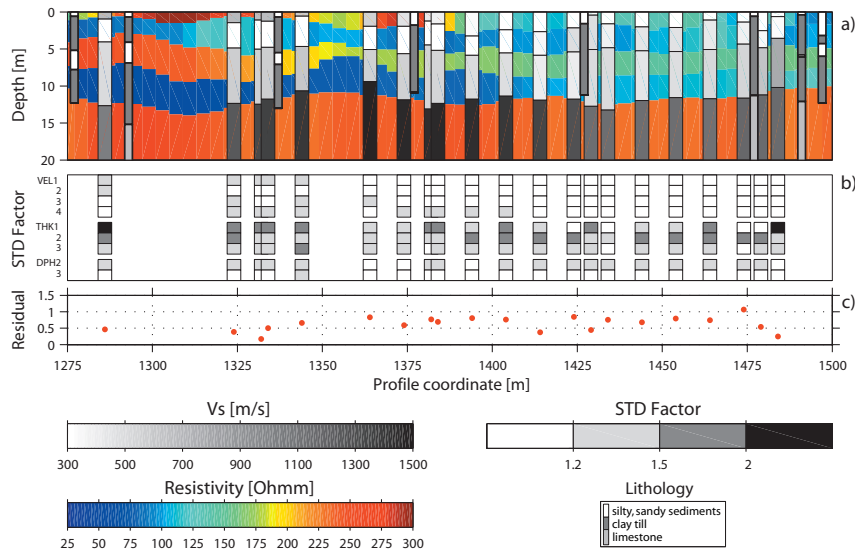 a)
Depth [m]
0
5
10
15
20
b)
STD Factor
VEL1
2
3
4
THK1
2
3
DPH2
3
c)
Residual
1.5
1
0.5
0
1275 1300 1325 1350 1375 1400 1425 1450 1475 1500
Profile coordinate [m]
Vs [m/s]
300 500 700 900 1100 1300 1500
STD Factor
1.2 1.5 2
Resistivity [Ohmm]
25 50 75 100 125 150 175 200 225 250 275 300
Lithology
silty, sandy sediments
clay till
limestone